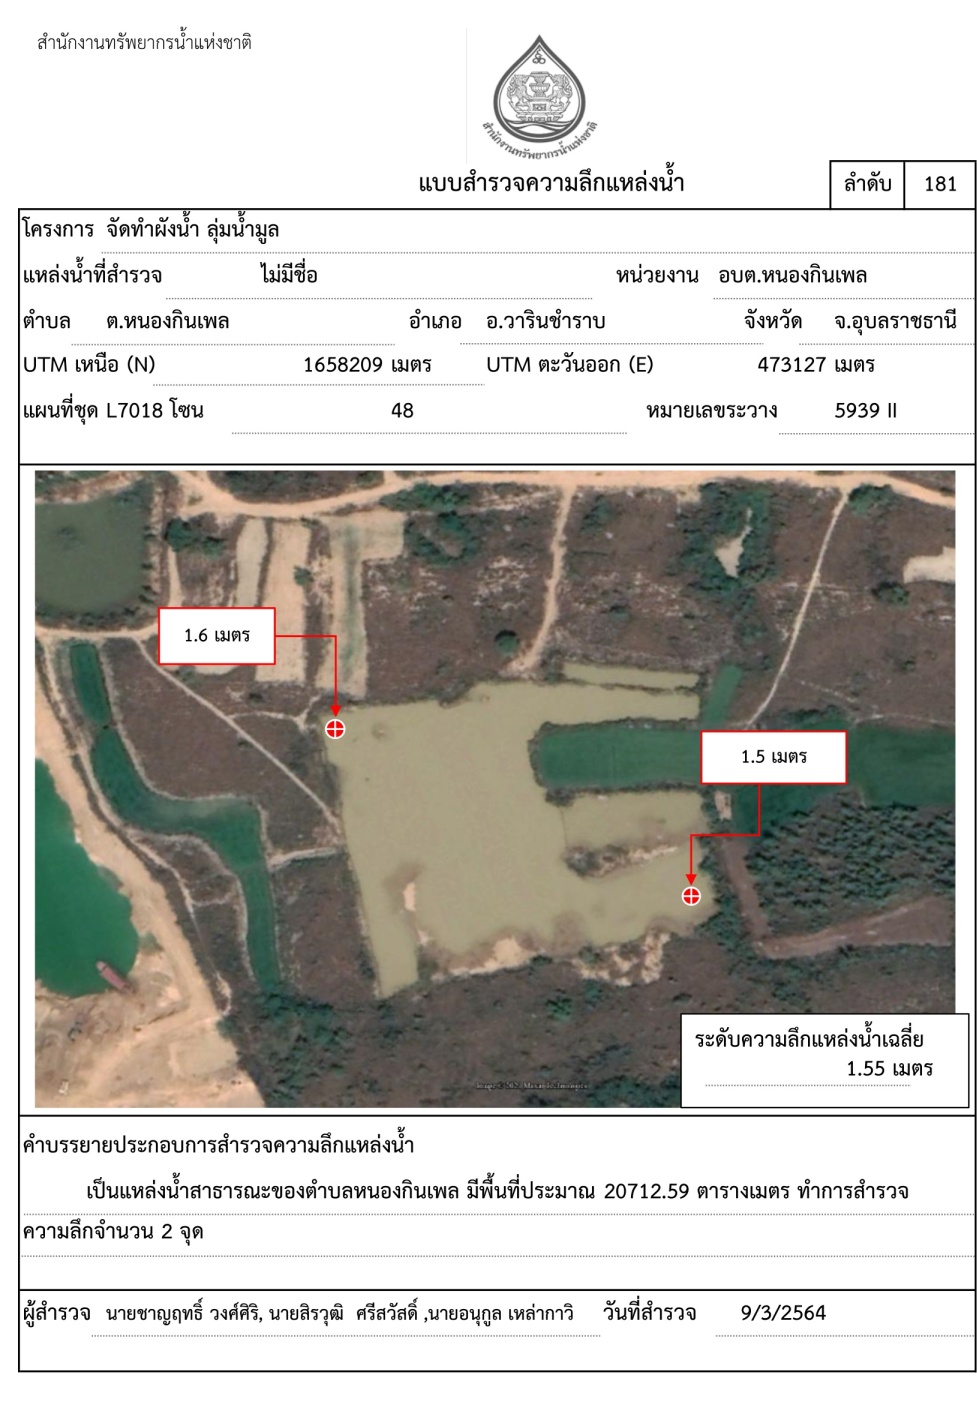 สำนักงานทรัพยากรน้ำแห่งชาติ
สำนักงานทรัพยากรน้ำแห่งชาติ
แบบสำรวจความลึกแหล่งน้ำ
ลำดับ 181
โครงการ จัดทำผังน้ำ ลุ่มน้ำมูล
แหล่งน้ำที่สำรวจ ไม่มีชื่อ หน่วยงาน อบต.หนองกินเพล
ตำบล ต.หนองกินเพล อำเภอ อ.วารินชำราบ จังหวัด จ.อุบลราชธานี
UTM เหนือ (N) 1658209 เมตร UTM ตะวันออก (E) 473127 เมตร
แผนที่ชุด L7018 โซน 48 หมายเลขระวาง 5939 II
1.6 เมตร
1.5 เมตร
ระดับความลึกแหล่งน้ำเฉลี่ย
1.55 เมตร
Image © 2022 Maxar Technologies
คำบรรยายประกอบการสำรวจความลึกแหล่งน้ำ
เป็นแหล่งน้ำสาธารณะของตำบลหนองกินเพล มีพื้นที่ประมาณ 20712.59 ตารางเมตร ทำการสำรวจ
ความลึกจำนวน 2 จุด
ผู้สำรวจ นายชาญฤทธิ์ วงศ์ศิริ, นายสิรวุฒิ ศรีสวัสดิ์ ,นายอนุกูล เหล่ากาวิ วันที่สำรวจ 9/3/2564